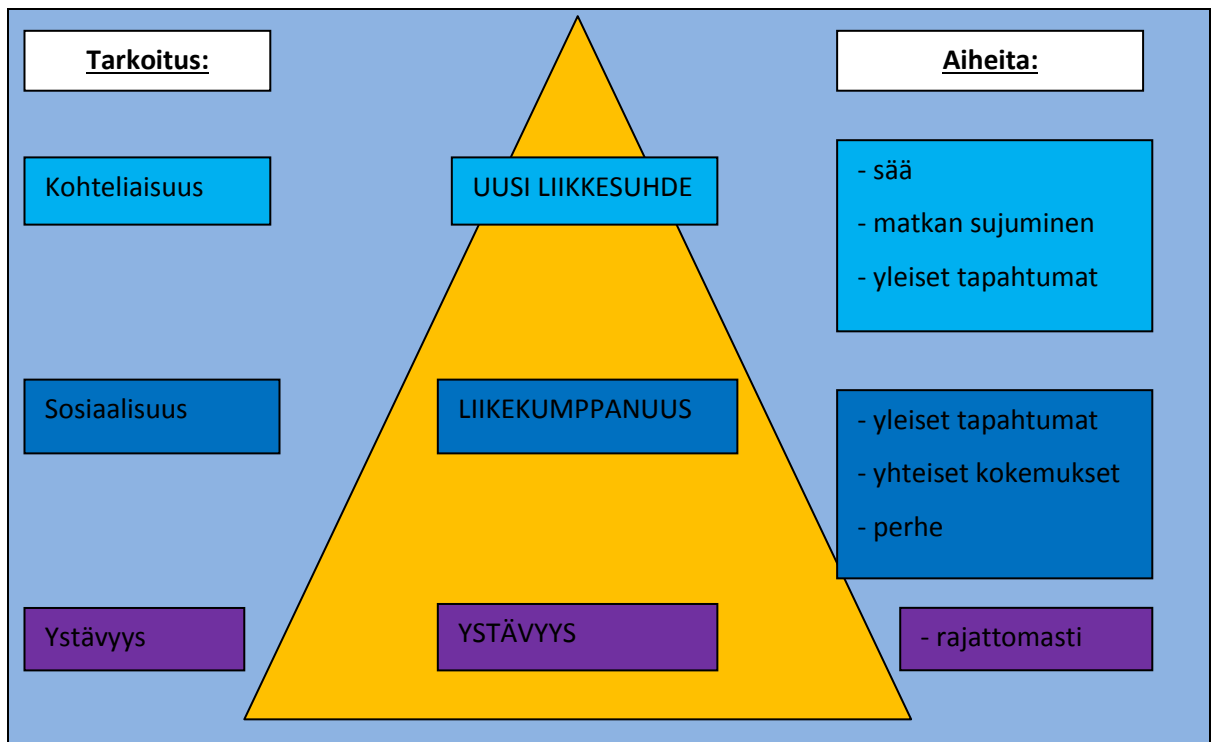 Tarkoitus:
Aiheita:
Kohteliaisuus
UUSI LIIKKESUHDE
- sää
- matkan sujuminen
- yleiset tapahtumat
Sosiaalisuus
LIIKEKUMPPANUUS
- yleiset tapahtumat
- yhteiset kokemukset
- perhe
Ystävyys
YSTÄVYYS
- rajattomasti